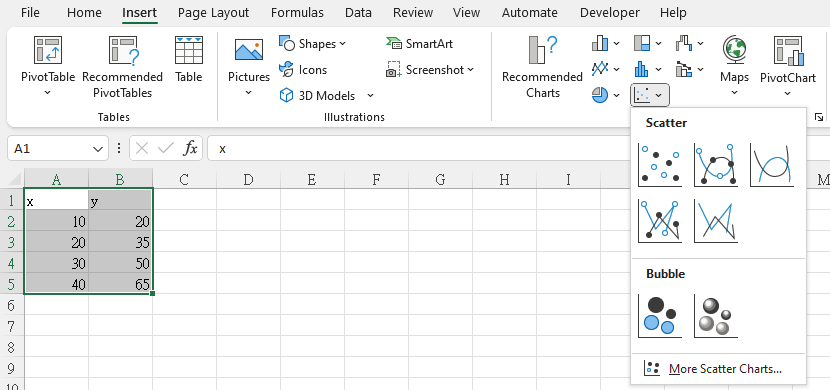 File Home Insert Page Layout Formulas Data Review View Automate Developer Help
PivotTable Recommended PivotTables Table
Tables
Pictures Shapes Icons 3D Models SmartArt Screenshot
Illustrations
Recommended Charts Maps PivotChart
A1 fx x
A B C D E F G H I M
1 x y
2 10 20
3 20 35
4 30 50
5 40 65
6
7
8
9
10
Scatter
Bubble
More Scatter Charts...